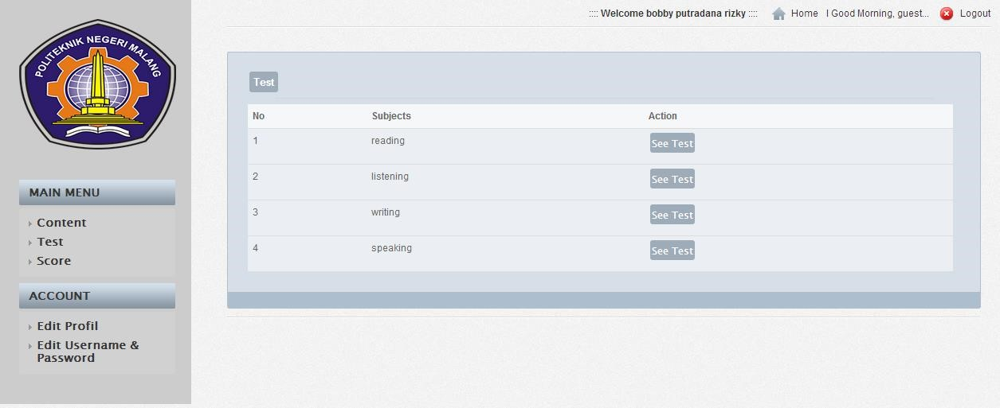 :::: Welcome bobby putradana rizky :::: Home I Good Morning, guest... Logout
POLITEKNIK NEGERI MALANG
MAIN MENU
Content
Test
Score
ACCOUNT
Edit Profil
Edit Username &
Password
Test
No Subjects Action
1 reading See Test
2 listening See Test
3 writing See Test
4 speaking See Test